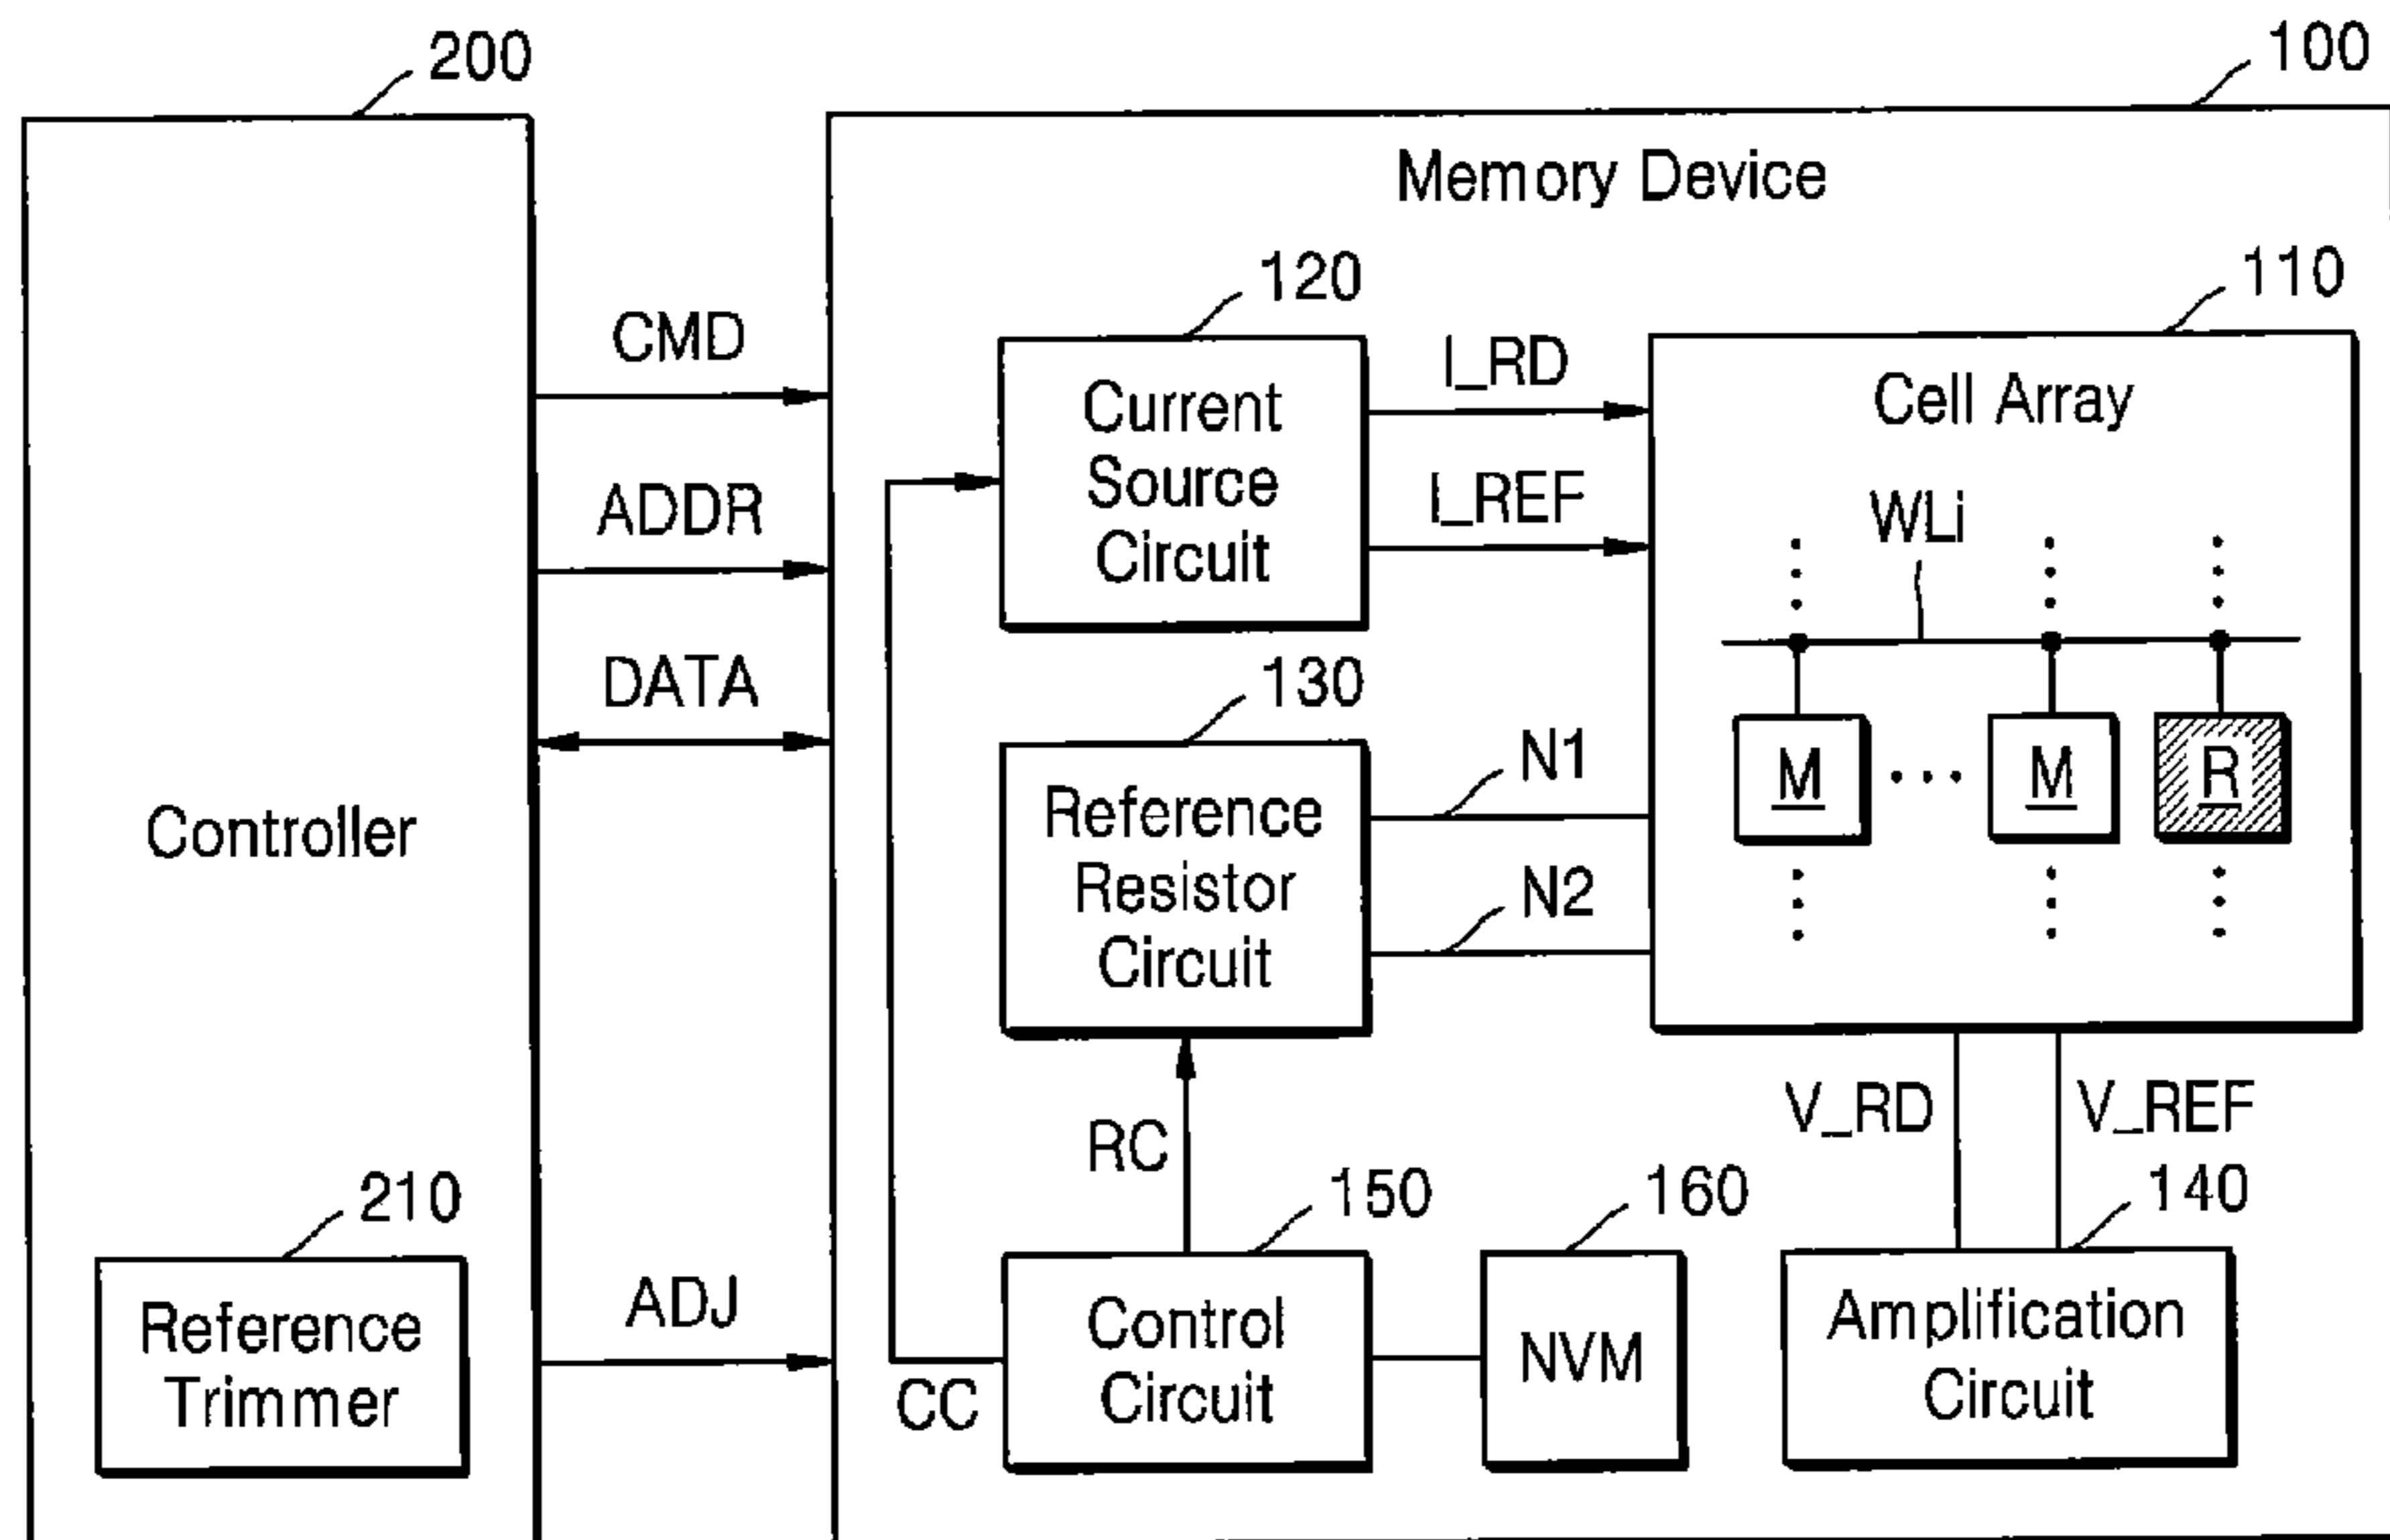 200
100
Memory Device
120
110
CMD
I_RD
Current
Source
Circuit
Cell Array
ADDR
I_REF
WLi
DATA
130
N1
M
M
R
Controller
Reference
Resistor
Circuit
N2
RC
V_RD
V_REF
210
150
160
140
Reference
Trimmer
ADJ
CC
Control
Circuit
NVM
Amplification
Circuit